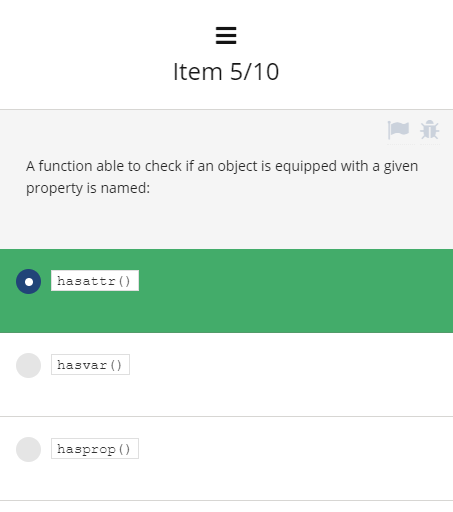 Item 5/10
A function able to check if an object is equipped with a given
property is named:
hasattr()
hasvar()
hasprop()